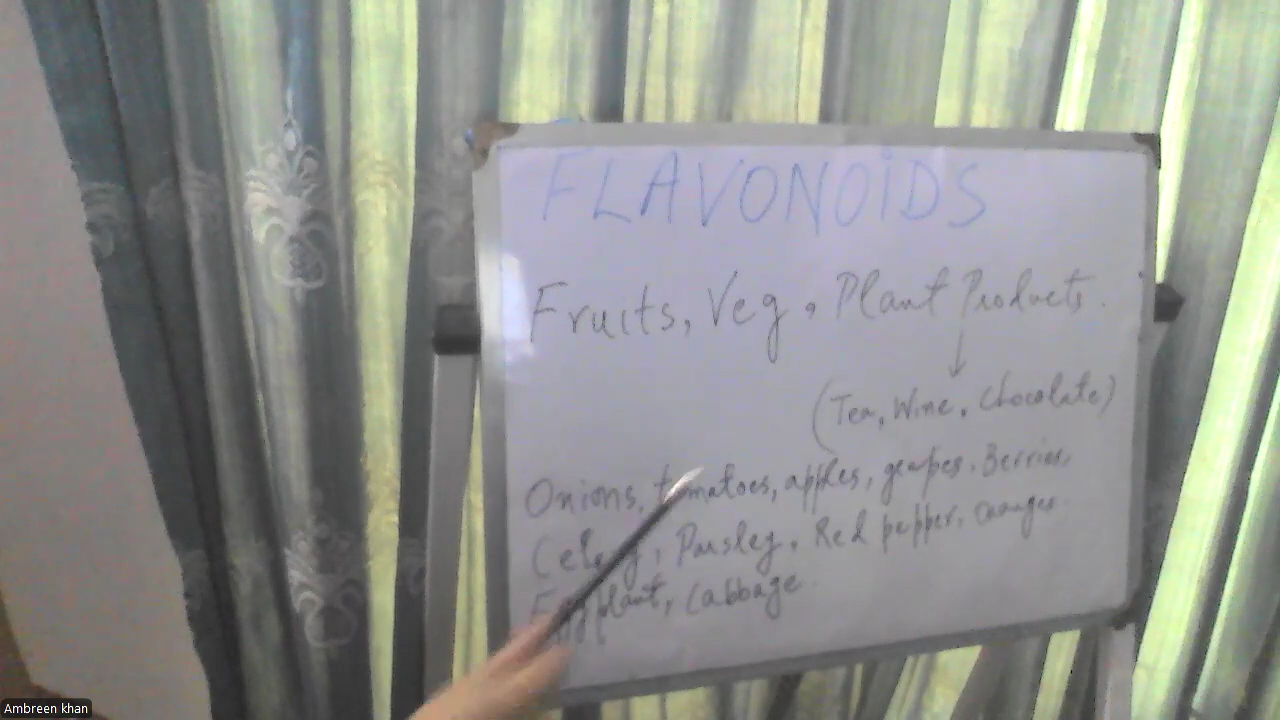 FLAVONOIDS
Fruits, Veg, Plant Products.
(Tea, Wine, Chocolate)
Onions, tomatoes, apples, grapes, Berries,
Celery, Parsley, Red pepper, oranges.
Eggplant, Cabbage.
Ambreen khan